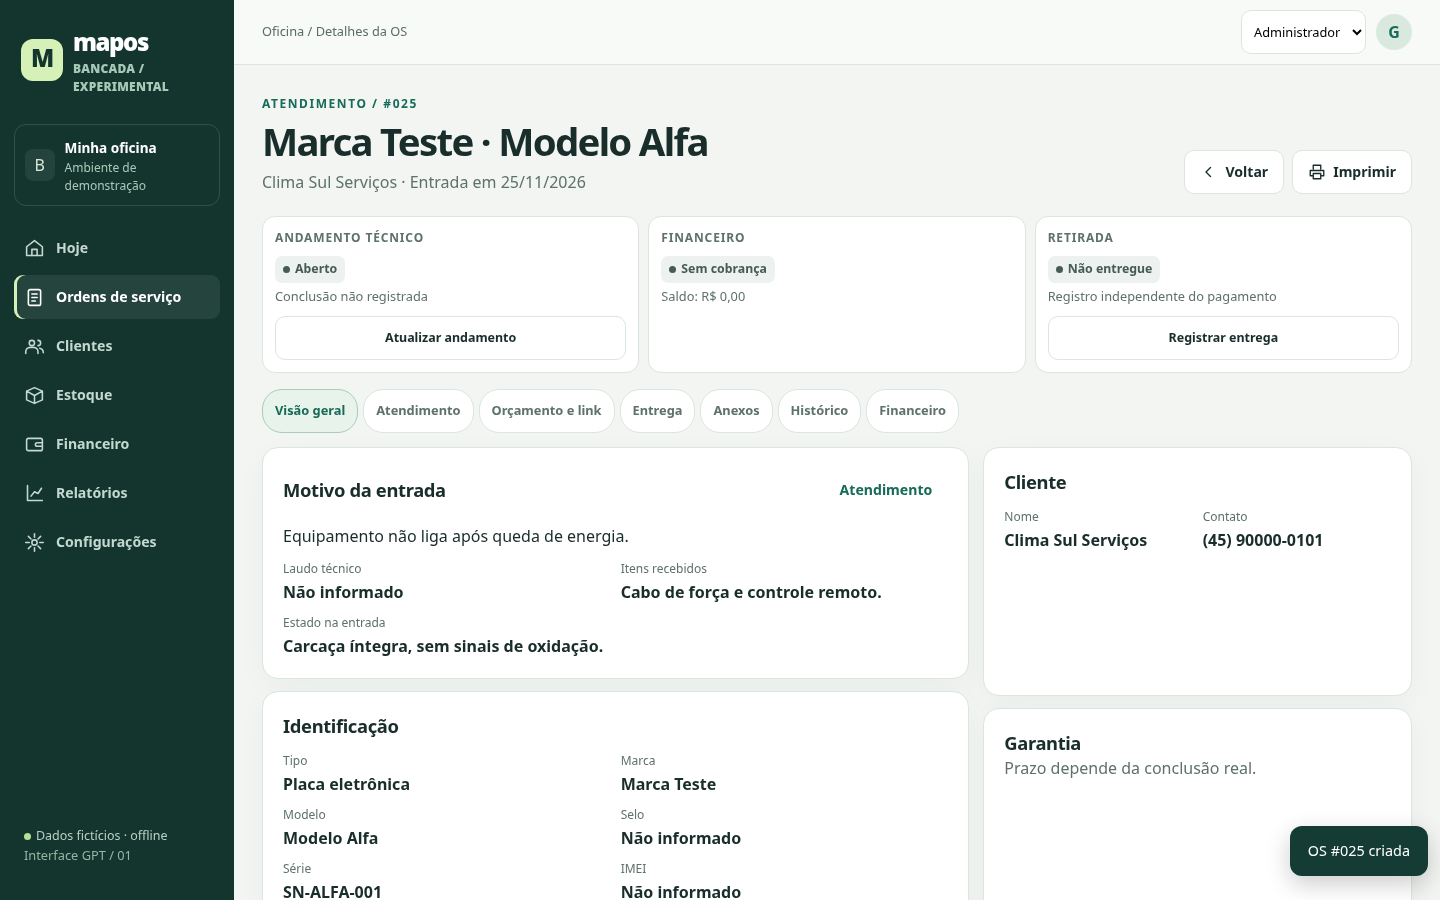 M
mapos
BANCADA /
EXPERIMENTAL
B
Minha oficina
Ambiente de
demonstração
Hoje
Ordens de serviço
Clientes
Estoque
Financeiro
Relatórios
Configurações
Dados fictícios · offline
Interface GPT / 01
Oficina / Detalhes da OS
Administrador
G
ATENDIMENTO / #025
Marca Teste · Modelo Alfa
Clima Sul Serviços · Entrada em 25/11/2026
Voltar
Imprimir
ANDAMENTO TÉCNICO
Aberto
Conclusão não registrada
Atualizar andamento
FINANCEIRO
Sem cobrança
Saldo: R$ 0,00
RETIRADA
Não entregue
Registro independente do pagamento
Registrar entrega
Visão geral
Atendimento
Orçamento e link
Entrega
Anexos
Histórico
Financeiro
Motivo da entrada
Atendimento
Equipamento não liga após queda de energia.
Laudo técnico
Não informado
Itens recebidos
Cabo de força e controle remoto.
Estado na entrada
Carcaça íntegra, sem sinais de oxidação.
Cliente
Nome
Clima Sul Serviços
Contato
(45) 90000-0101
Identificação
Tipo
Placa eletrônica
Marca
Marca Teste
Modelo
Modelo Alfa
Selo
Não informado
Série
SN-ALFA-001
IMEI
Não informado
Garantia
Prazo depende da conclusão real.
OS #025 criada